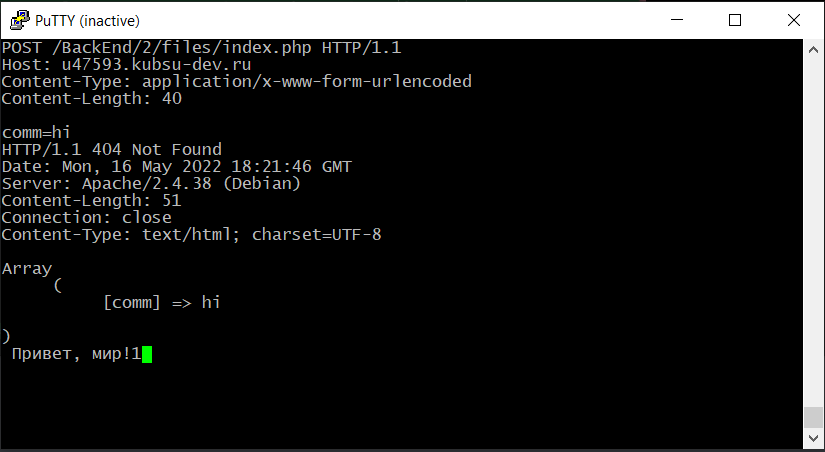 PuTTY (inactive)
POST /BackEnd/2/files/index.php HTTP/1.1
Host: u47593.kubsu-dev.ru
Content-Type: application/x-www-form-urlencoded
Content-Length: 40
comm=hi
HTTP/1.1 404 Not Found
Date: Mon, 16 May 2022 18:21:46 GMT
Server: Apache/2.4.38 (Debian)
Content-Length: 51
Connection: close
Content-Type: text/html; charset=UTF-8
Array
(
[comm] => hi
)
Привет, мир!1